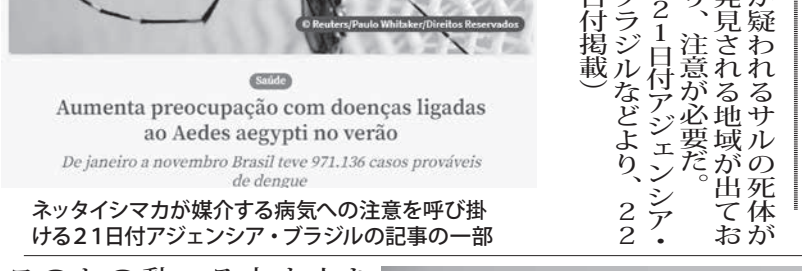 © Reuters/Paulo Whitaker/Direitos Reservados
Saúde
Aumenta preocupação com doenças ligadas
ao Aedes aegypti no verão
De janeiro a novembro Brasil teve 971.136 casos prováveis
de dengue
ネッタイシマカが媒介する病気への注意を呼び掛
ける21日付アジェンシア・ブラジルの記事の一部
が疑われるサルの死体が
発見される地域が出てお
り、注意が必要だ。
21日付アジェンシア・
ブラジルなどより、22
日付掲載）